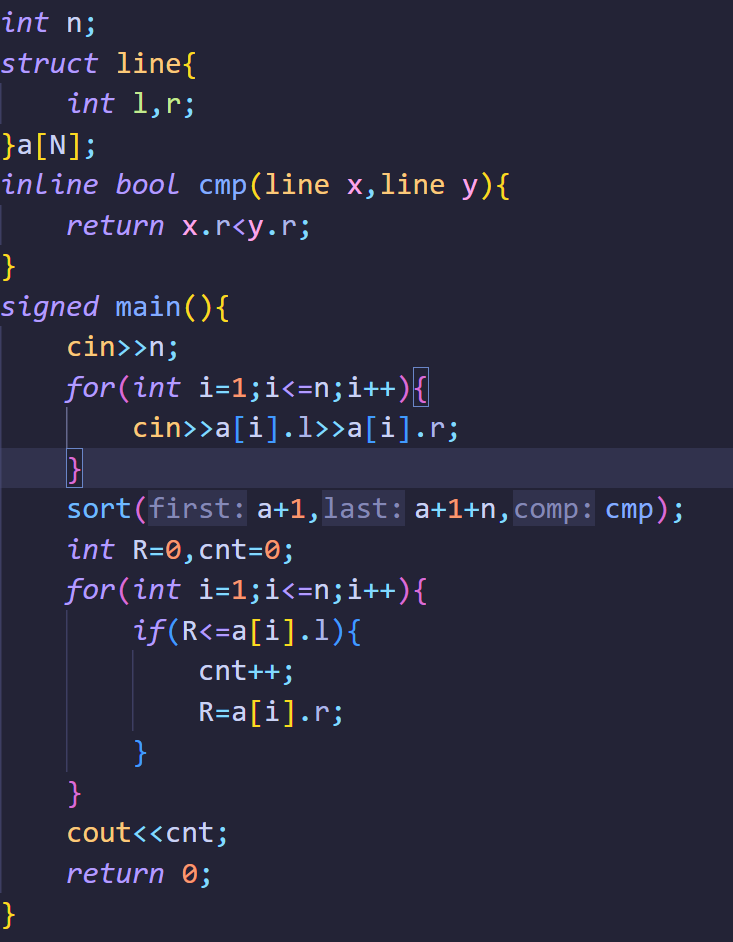 int n;
struct line{
    int l,r;
}a[N];
inline bool cmp(line x,line y){
    return x.r<y.r;
}
signed main(){
    cin>>n;
    for(int i=1;i<=n;i++){
        cin>>a[i].l>>a[i].r;
    }
    sort(first: a+1,last: a+1+n,comp: cmp);
    int R=0,cnt=0;
    for(int i=1;i<=n;i++){
        if(R<=a[i].l){
            cnt++;
            R=a[i].r;
        }
    }
    cout<<cnt;
    return 0;
}